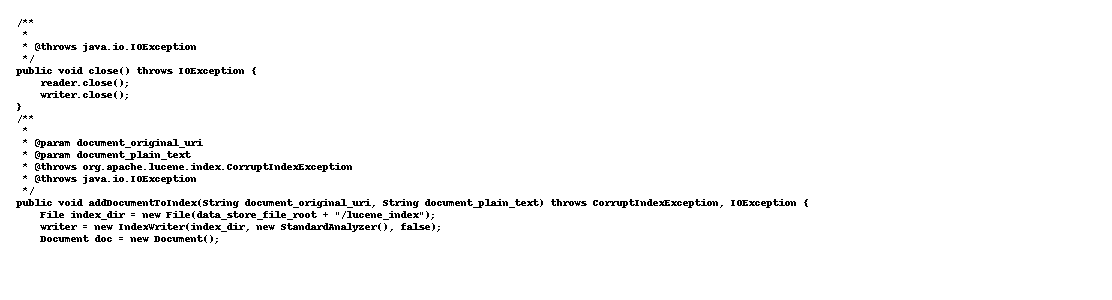 /**
 *
 * @throws java.io.IOException
 */
public void close() throws IOException {
    reader.close();
    writer.close();
}
/**
 *
 * @param document_original_uri
 * @param document_plain_text
 * @throws org.apache.lucene.index.CorruptIndexException
 * @throws java.io.IOException
 */
public void addDocumentToIndex(String document_original_uri, String document_plain_text) throws CorruptIndexException, IOException {
    File index_dir = new File(data_store_file_root + "/lucene_index");
    writer = new IndexWriter(index_dir, new StandardAnalyzer(), false);
    Document doc = new Document();